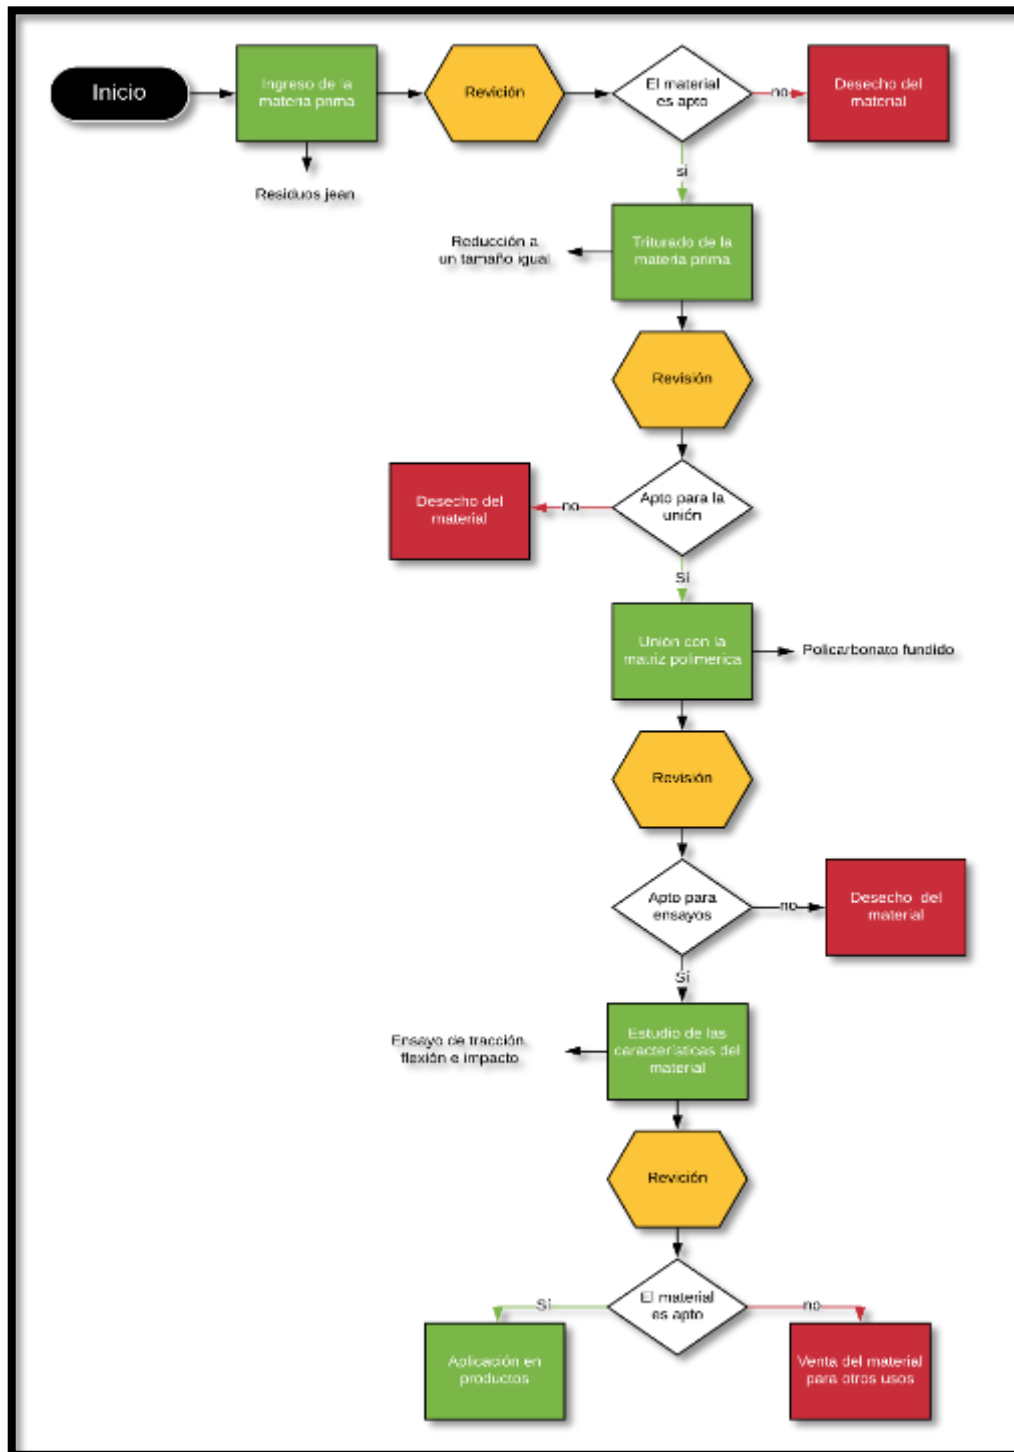 Inicio
Ingreso de la
materia prima
Revición
El material
es apto
no
Desecho del
material
Residuos jean
si
Reducción a
un tamaño igual
Triturado de la
materia prima
Revisión
Desecho del
material
no
Apto para la
unión
Sí
Unión con la
matriz polimerica
Policarbonato fundido
Revisión
Apto para
ensayos
no
Desecho del
material
Sí
Ensayo de tracción,
flexión e impacto
Estudio de las
características del
material
Revición
El material
es apto
Sí
no
Aplicación en
productos
Venta del material
para otros usos